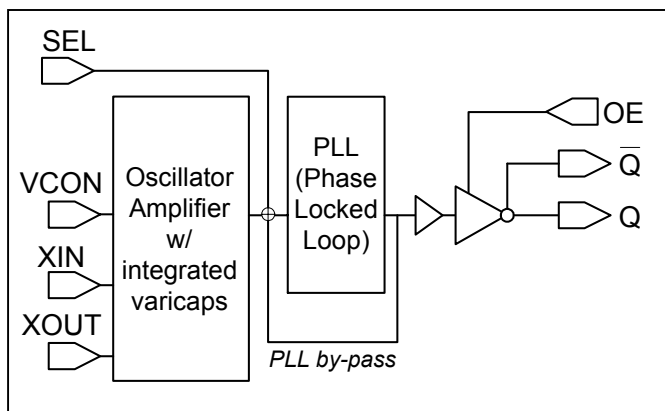 SEL
VCON
XIN
XOUT
Oscillator
Amplifier
w/
integrated
varicaps
PLL
(Phase
Locked
Loop)
PLL by-pass
OE
Q̅
Q